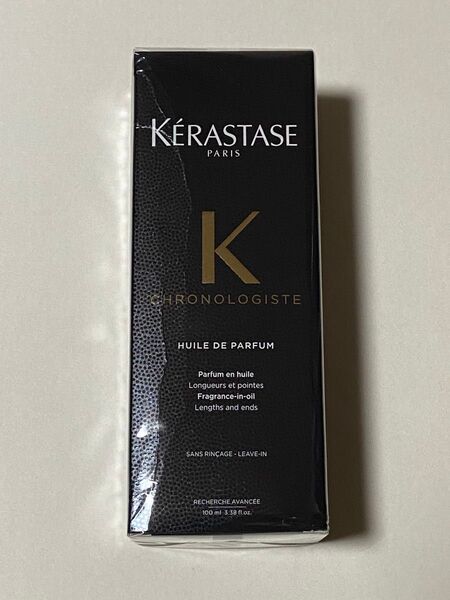 KÉRASTASE
PARIS
K
CHRONOLOGISTE
HUILE DE PARFUM
Parfum en huile
Longueurs et pointes
Fragrance-in-oil
Lengths and ends
SANS RINÇAGE - LEAVE-IN
RECHERCHE AVANCÉE
100 ml 3.38 fl.oz.